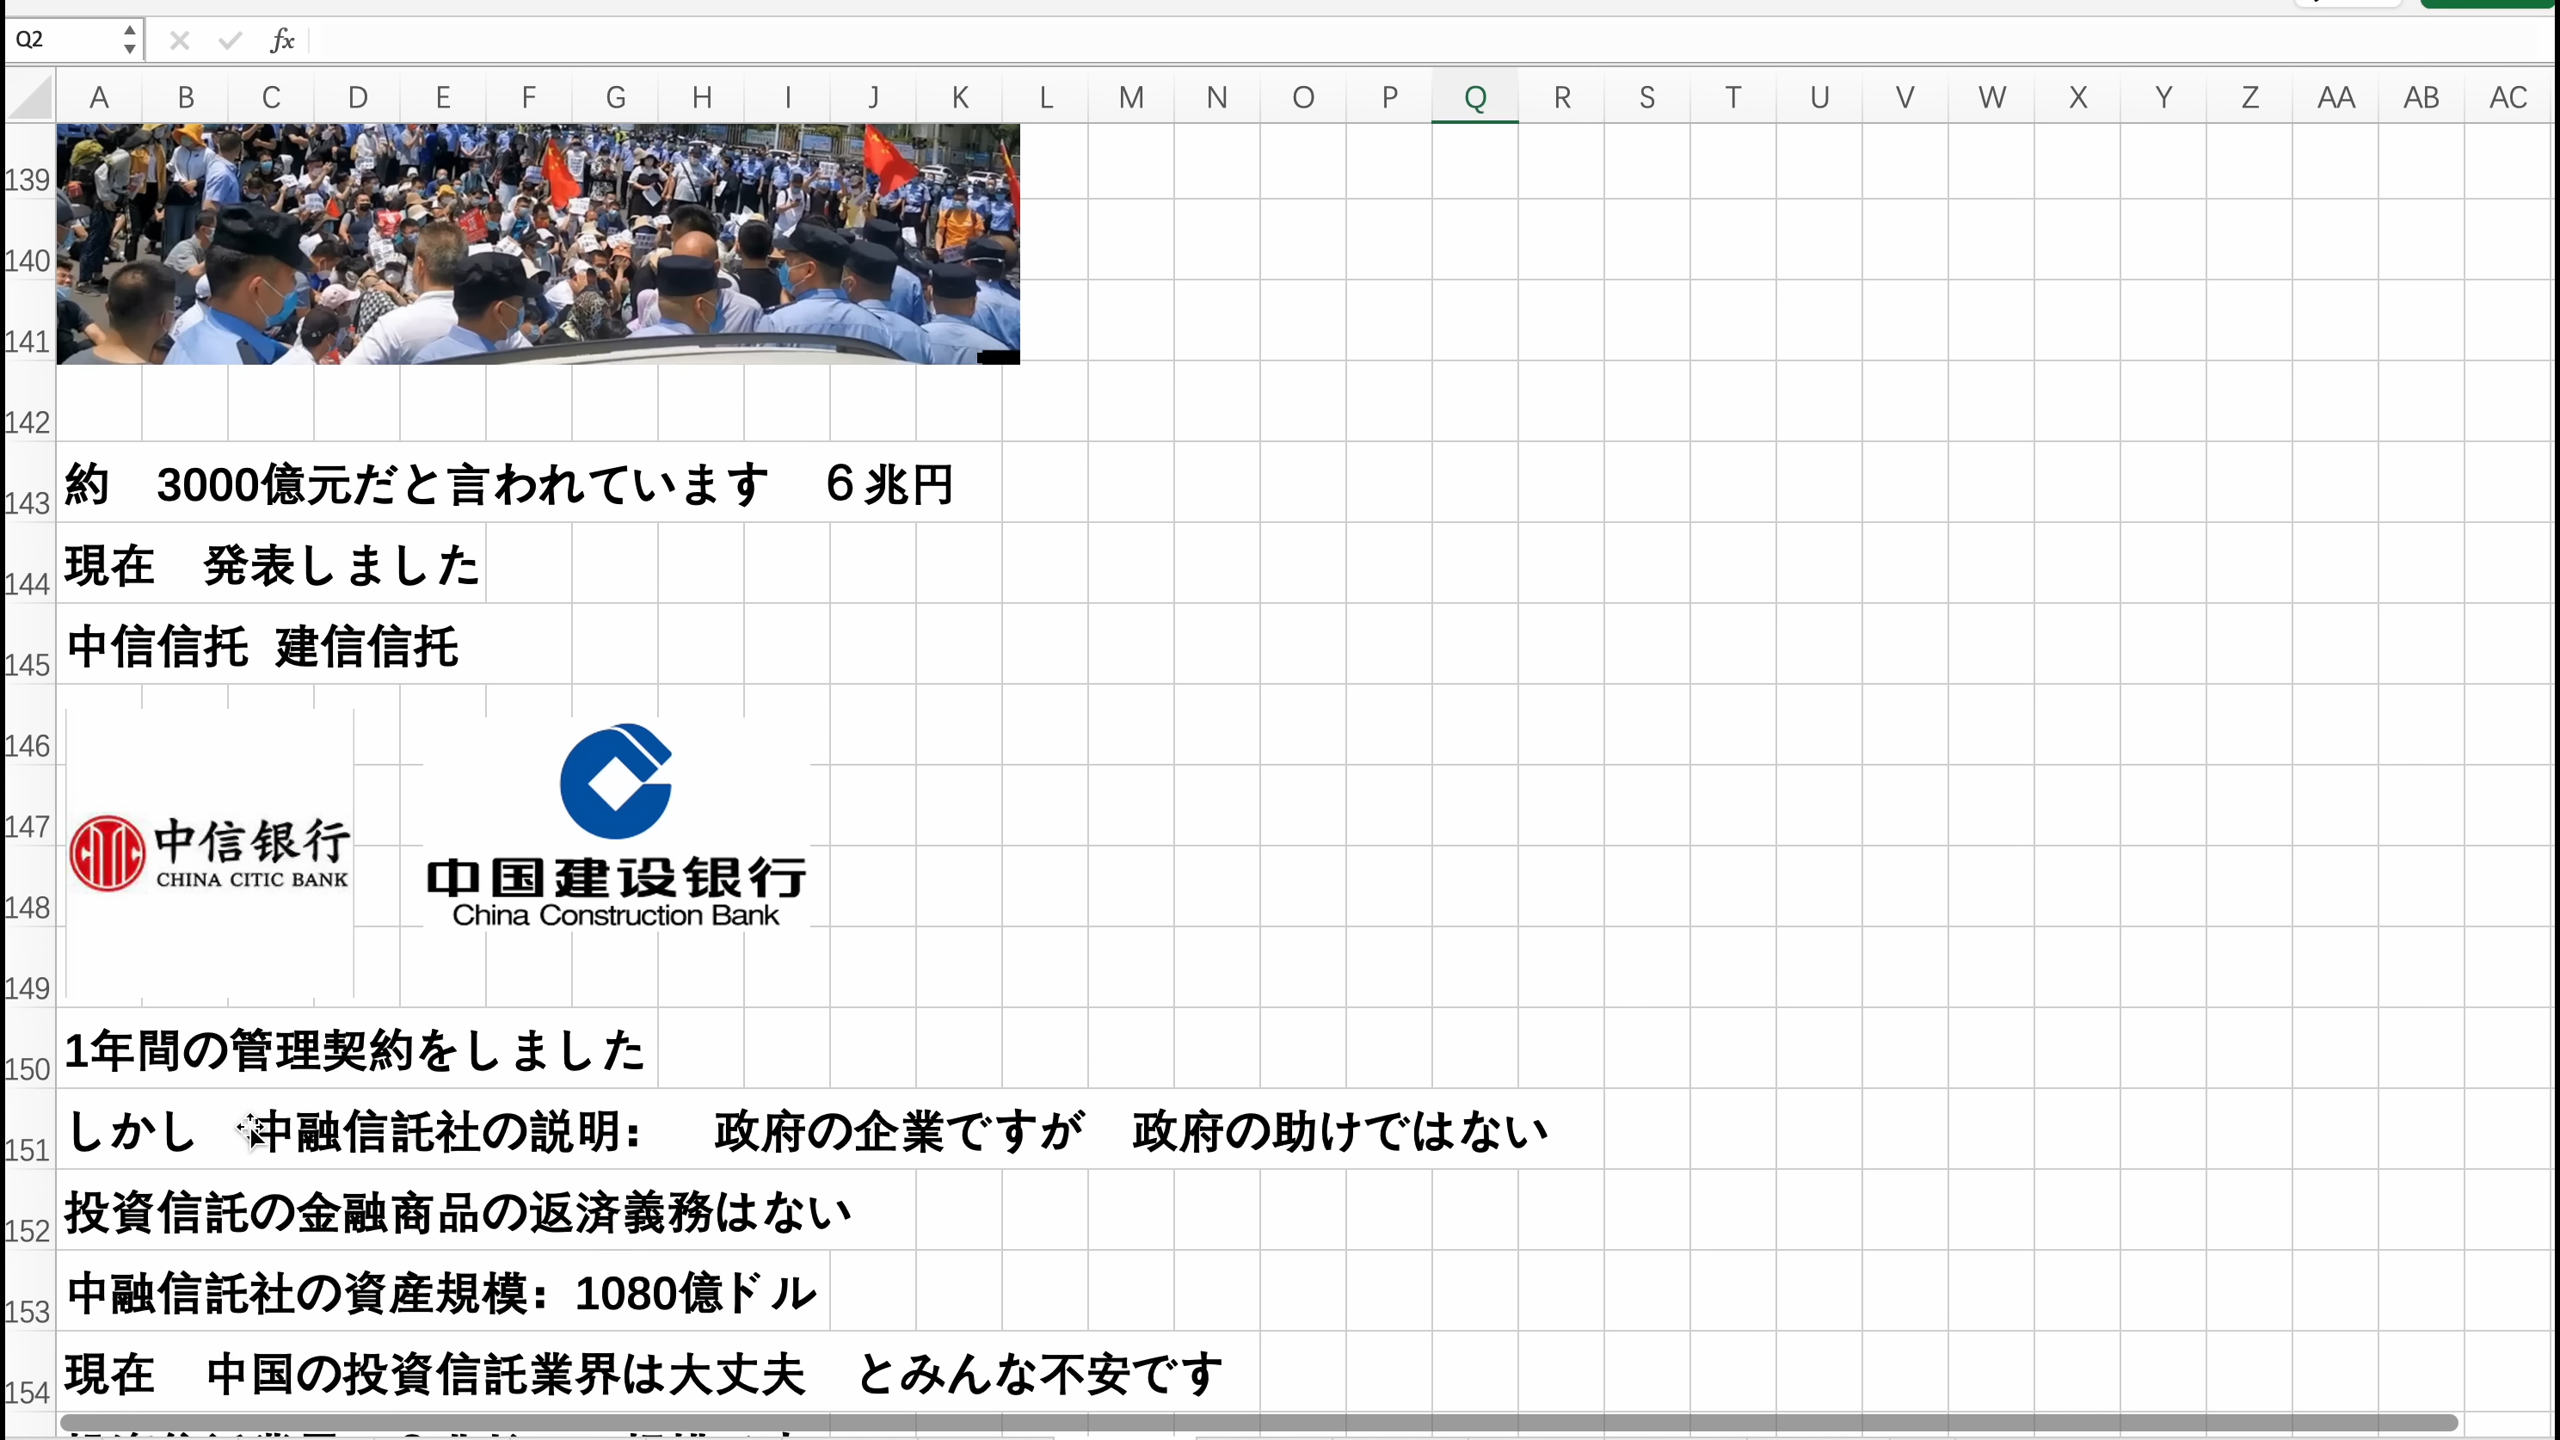 Q2
fx
A B C D E F G H I J K L M N O P Q R S T U V W X Y Z AA AB AC
139
140
141
142
143 約　3000億元だと言われています　６兆円
144 現在　発表しました
145 中信信托 建信信托
146
147 中信银行
CHINA CITIC BANK
中国建设银行
148 China Construction Bank
149
150 1年間の管理契約をしました
151 しかし　中融信託社の説明：　政府の企業ですが　政府の助けではない
152 投資信託の金融商品の返済義務はない
153 中融信託社の資産規模：1080億ドル
154 現在　中国の投資信託業界は大丈夫　とみんな不安です